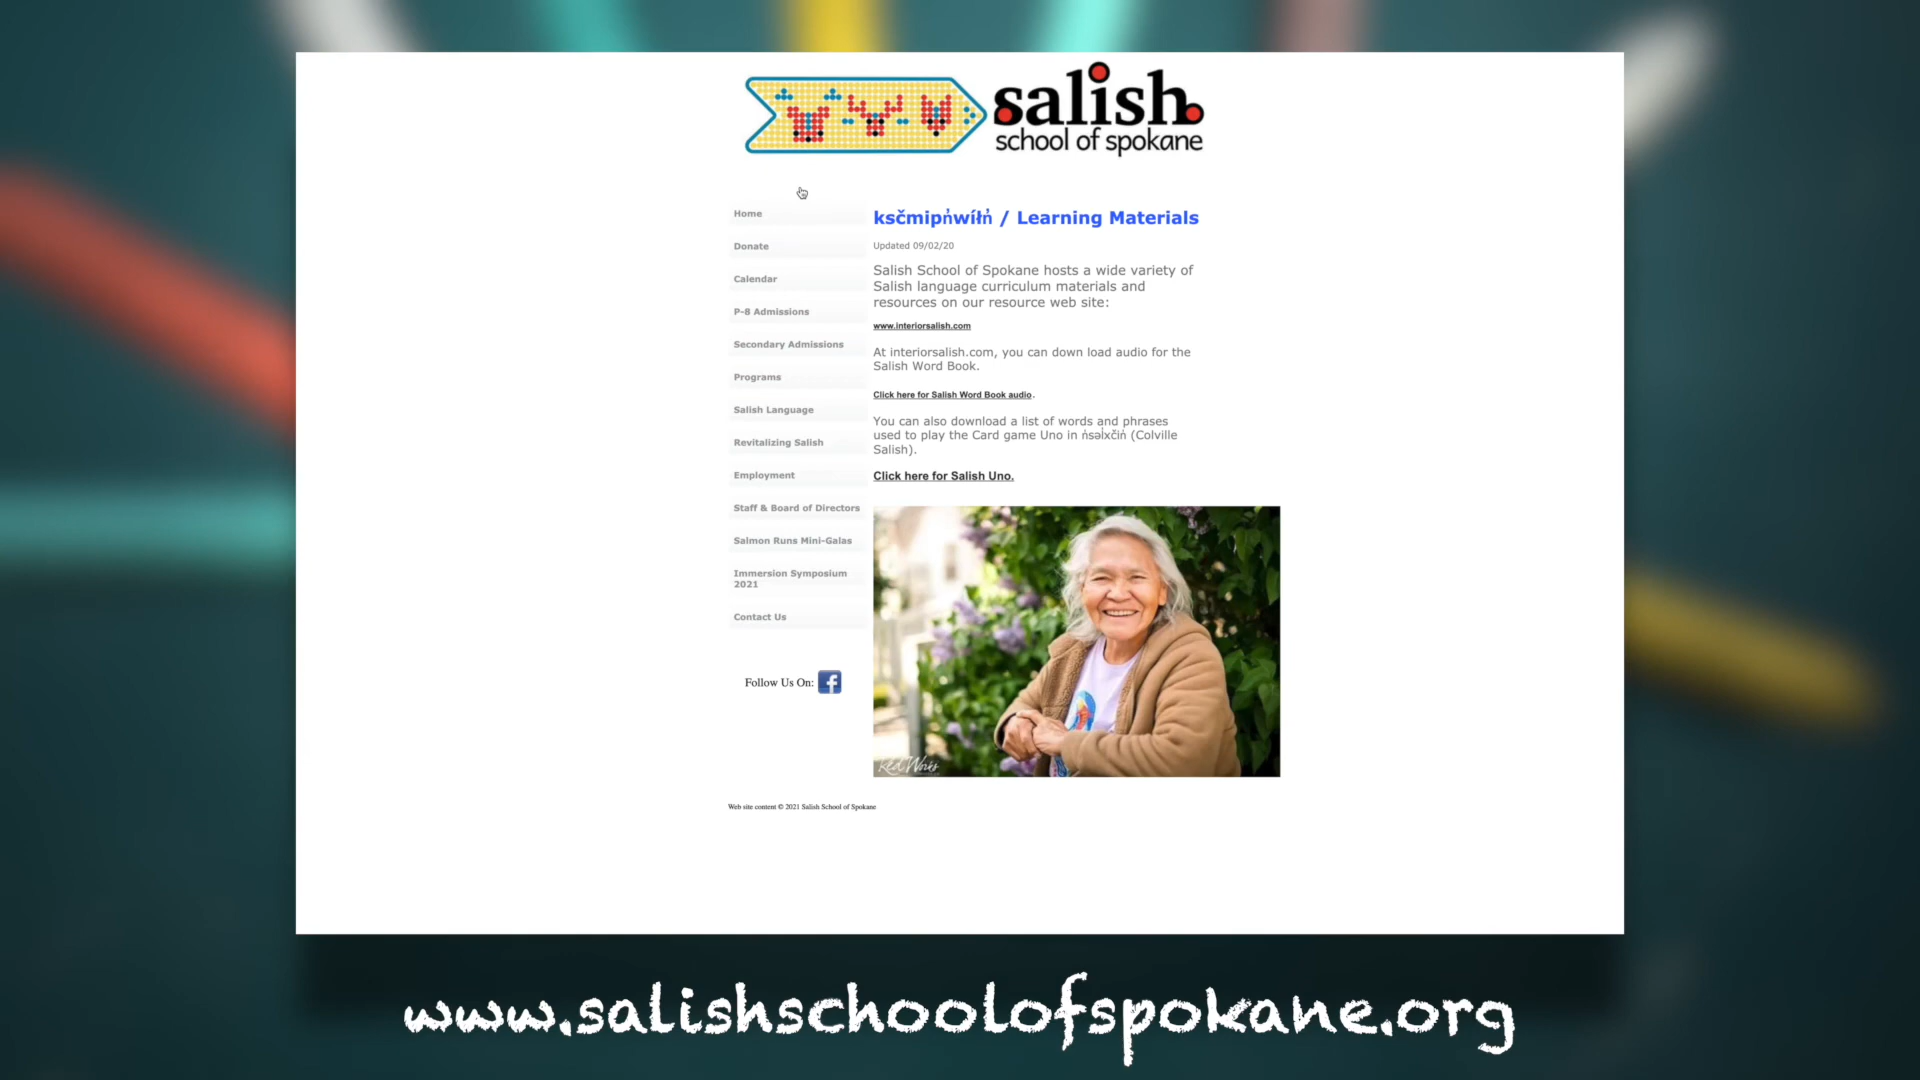 salish
school of spokane
Home
Donate
Calendar
P-8 Admissions
Secondary Admissions
Programs
Salish Language
Revitalizing Salish
Employment
Staff & Board of Directors
Salmon Runs Mini-Galas
Immersion Symposium
2021
Contact Us
Follow Us On:
ksčmipn̓wíłn̓ / Learning Materials
Updated 09/02/20
Salish School of Spokane hosts a wide variety of
Salish language curriculum materials and
resources on our resource web site:
www.interiorsalish.com
At interiorsalish.com, you can down load audio for the
Salish Word Book.
Click here for Salish Word Book audio.
You can also download a list of words and phrases
used to play the Card game Uno in n̓səl̓xčin̓ (Colville
Salish).
Click here for Salish Uno.
Red Works
Web site content © 2021 Salish School of Spokane
www.salishschoolofspokane.org